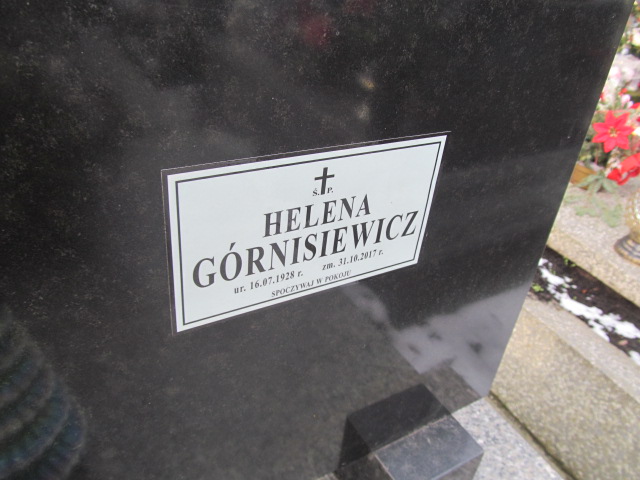 ś. † P.
HELENA
GÓRNISIEWICZ
ur. 16.07.1928 r. zm. 31.10.2017 r.
SPOCZYWAJ W POKOJU